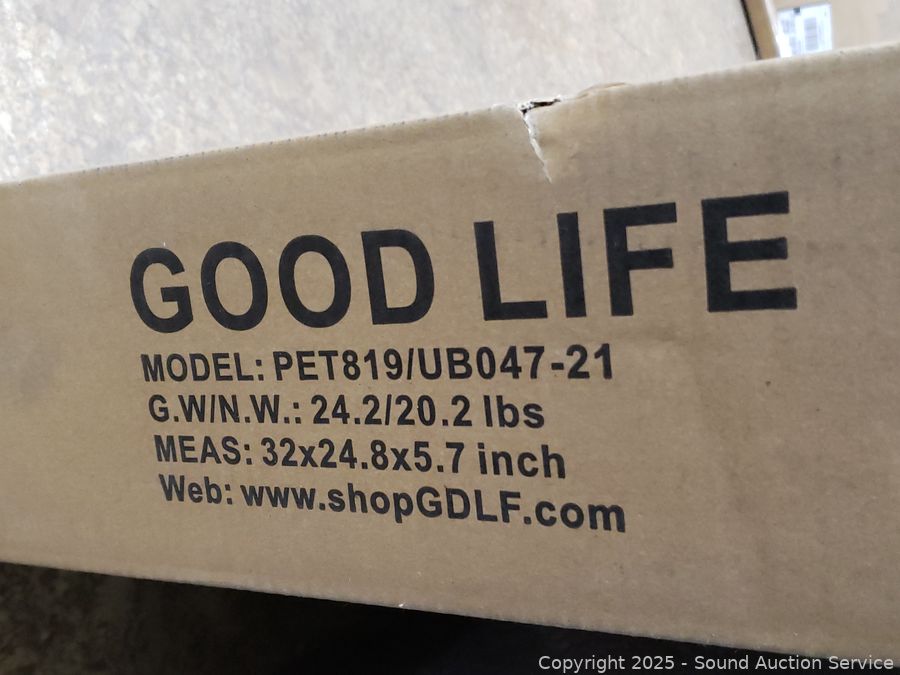 GOOD LIFE
MODEL: PET819/UB047-21
G.W/N.W.: 24.2/20.2 lbs
MEAS: 32x24.8x5.7 inch
Web: www.shopGDLF.com
Copyright 2025 - Sound Auction Service